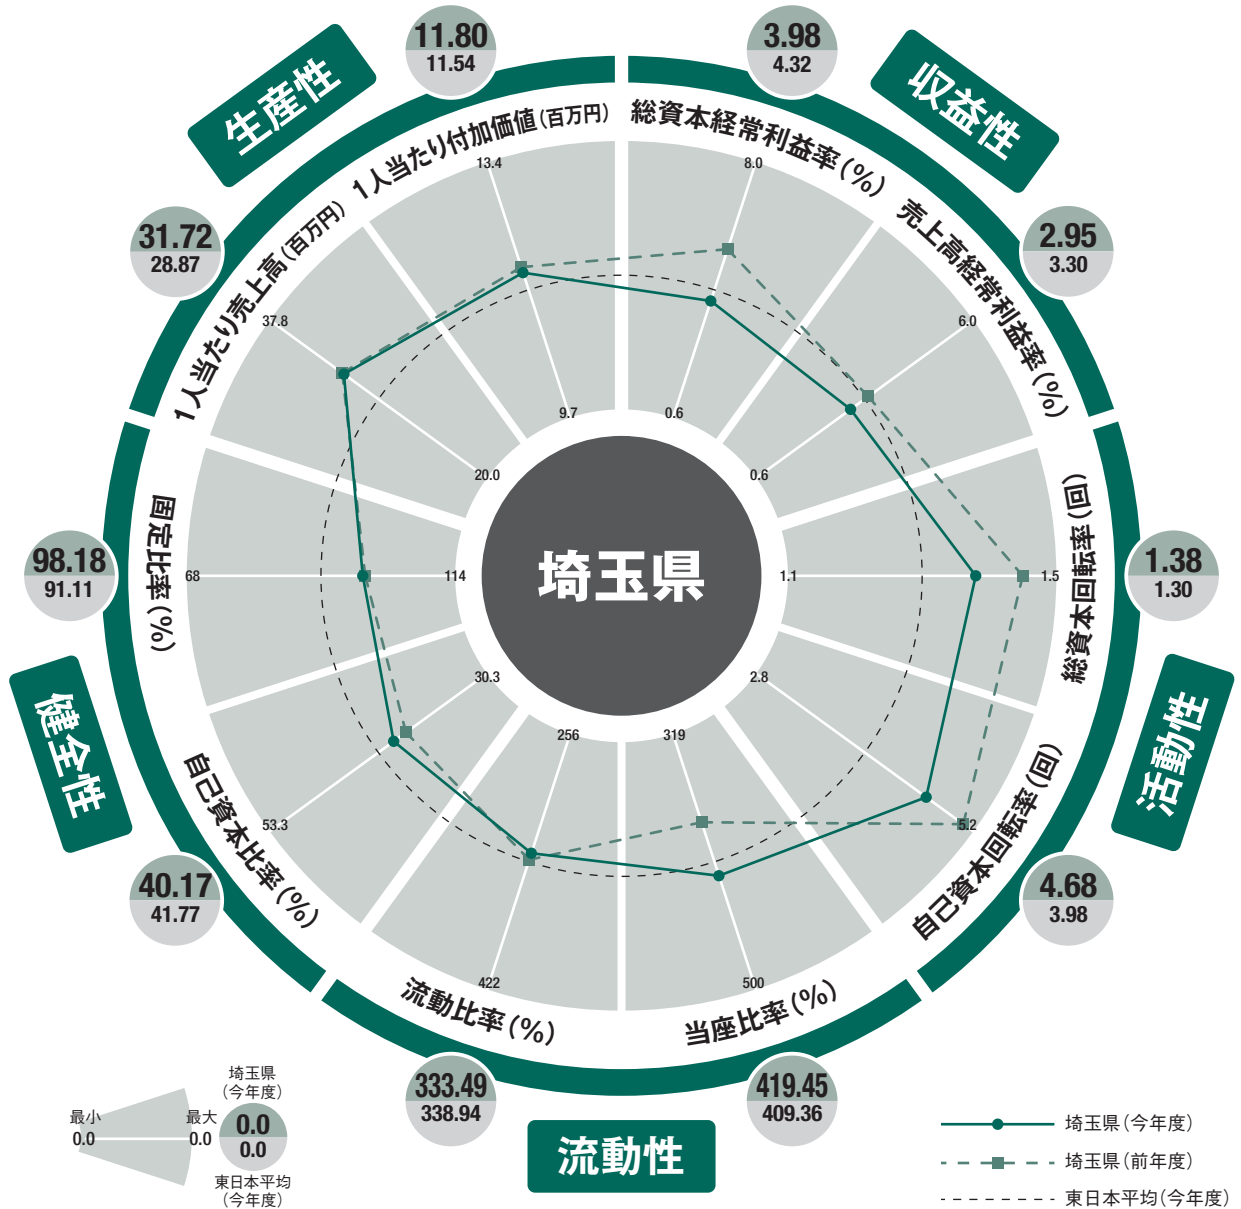 埼玉県
収益性
総資本経常利益率(%)
3.98
4.32
8.0
0.6
売上高経常利益率(%)
2.95
3.30
6.0
0.6
活動性
総資本回転率(回)
1.38
1.30
1.5
1.1
自己資本回転率(回)
4.68
3.98
5.2
2.8
流動性
当座比率(%)
419.45
409.36
500
319
流動比率(%)
333.49
338.94
422
256
健全性
自己資本比率(%)
40.17
41.77
53.3
30.3
固定比率(%)
98.18
91.11
68
114
生産性
1人当たり売上高(百万円)
31.72
28.87
37.8
20.0
1人当たり付加価値(百万円)
11.80
11.54
13.4
9.7
最小
0.0
最大
0.0
埼玉県
(今年度)
0.0
0.0
東日本平均
(今年度)
埼玉県(今年度)
埼玉県(前年度)
東日本平均(今年度)